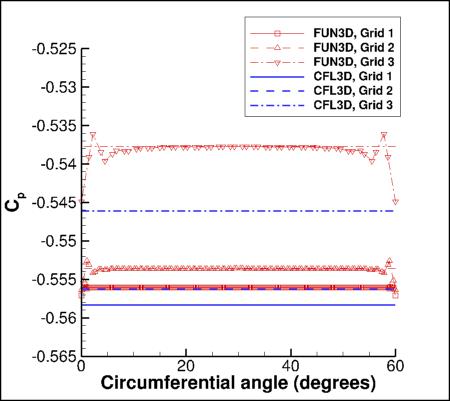 FUN3D, Grid 1
FUN3D, Grid 2
FUN3D, Grid 3
CFL3D, Grid 1
CFL3D, Grid 2
CFL3D, Grid 3
-0.525
-0.53
-0.535
-0.54
-0.545
-0.55
-0.555
-0.56
-0.565
Cp
0 20 40 60
Circumferential angle (degrees)